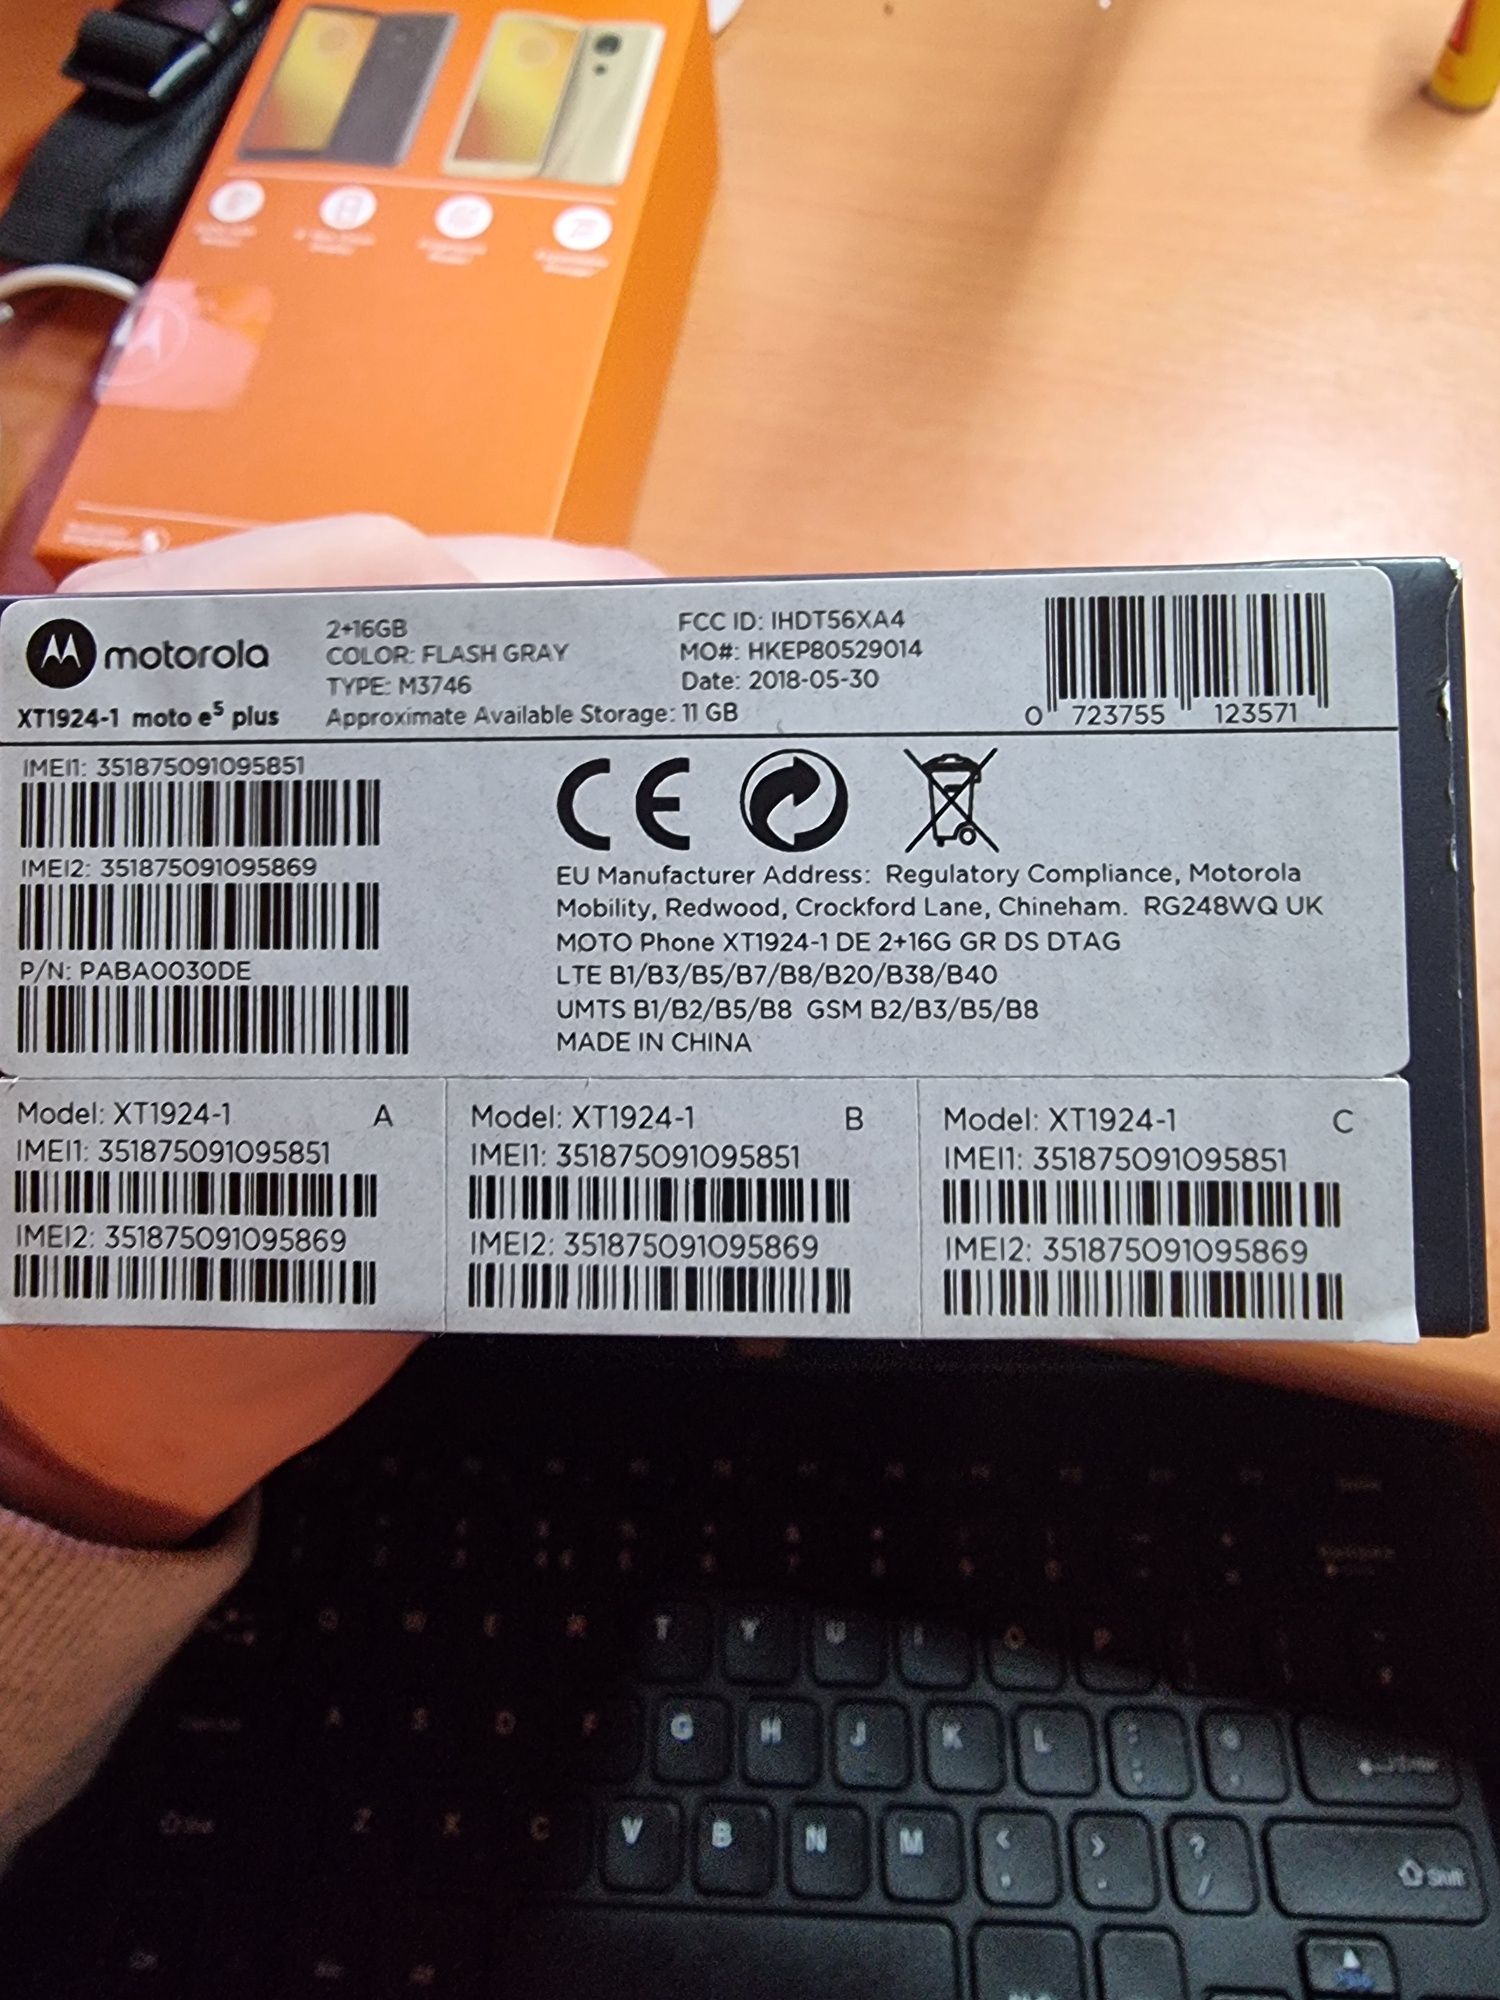 motorola
XT1924-1 moto e5 plus
2+16GB
COLOR: FLASH GRAY
TYPE: M3746
Approximate Available Storage: 11 GB
FCC ID: IHDT56XA4
MO#: HKEP80529014
Date: 2018-05-30
0 723755 123571
IMEI1: 351875091095851
IMEI2: 351875091095869
P/N: PABA0030DE
CE
EU Manufacturer Address: Regulatory Compliance, Motorola
Mobility, Redwood, Crockford Lane, Chineham. RG248WQ UK
MOTO Phone XT1924-1 DE 2+16G GR DS DTAG
LTE B1/B3/B5/B7/B8/B20/B38/B40
UMTS B1/B2/B5/B8 GSM B2/B3/B5/B8
MADE IN CHINA
Model: XT1924-1 A
IMEI1: 351875091095851
IMEI2: 351875091095869
Model: XT1924-1 B
IMEI1: 351875091095851
IMEI2: 351875091095869
Model: XT1924-1 C
IMEI1: 351875091095851
IMEI2: 351875091095869
T Y U I O P
A S D F G H J K L
Z X C V B N M < , > . ? / Shift